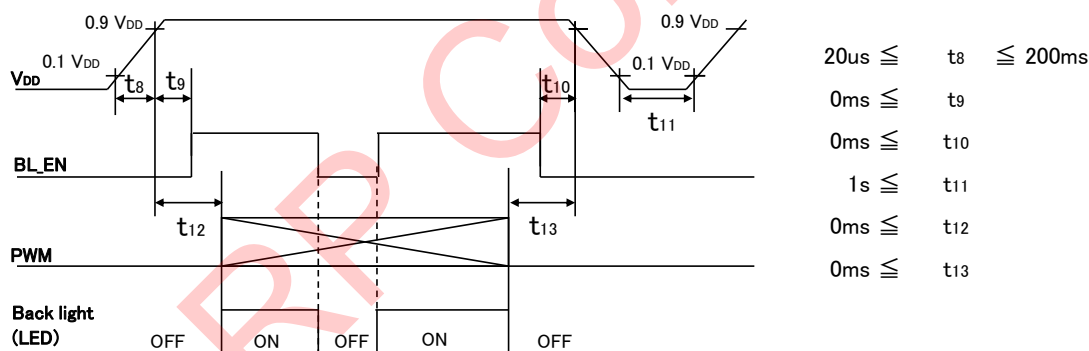 0.9 VDD
0.9 VDD
0.1 VDD
0.1 VDD
VDD
t8
t9
t10
t11
BL_EN
t12
t13
PWM
Back light
(LED)
OFF
ON
OFF
ON
OFF
20us ≦ t8 ≦ 200ms
0ms ≦ t9
0ms ≦ t10
1s ≦ t11
0ms ≦ t12
0ms ≦ t13
RP Co